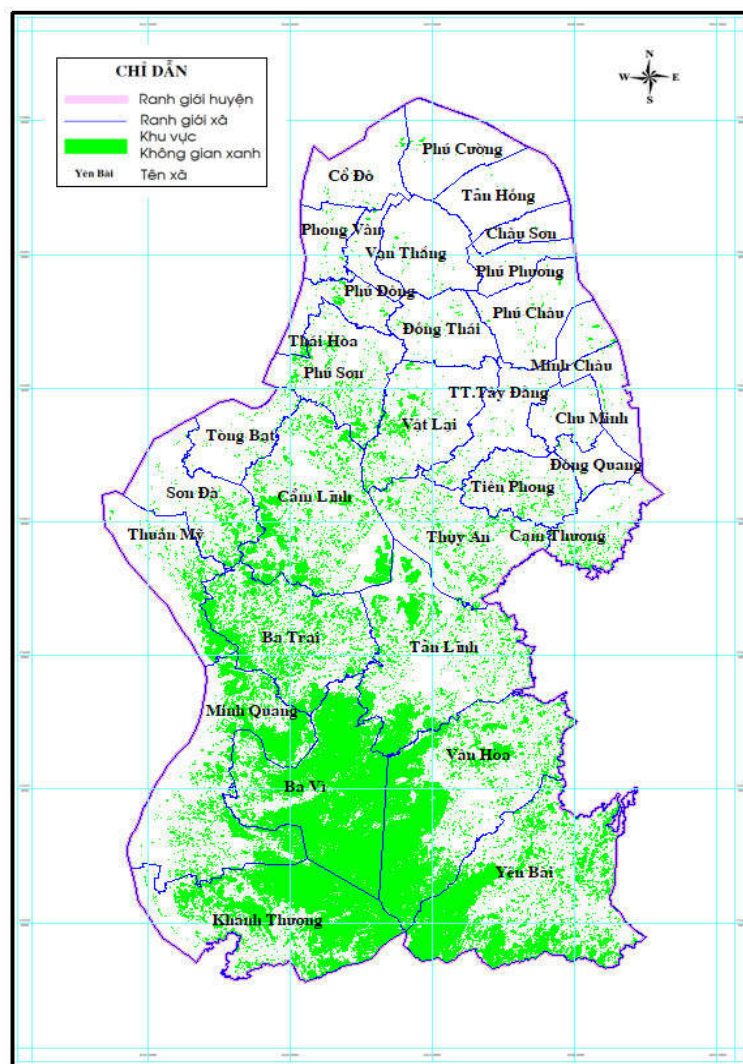 CHỈ DẪN
Ranh giới huyện
Ranh giới xã
Khu vực
Không gian xanh
Yên Bài
Tên xã
N
W
E
S
Phú Cường
Cổ Đô
Tản Hồng
Phong Vân
Châu Sơn
Vạn Thắng
Phú Phương
Phú Đông
Phú Châu
Đồng Thái
Thái Hòa
Minh Châu
Phú Sơn
TT.Tây Đằng
Chu Minh
Vật Lại
Tòng Bạt
Đông Quang
Tiên Phong
Sơn Đà
Cẩm Lĩnh
Thuần Mỹ
Thụy An
Cam Thượng
Ba Trại
Tản Lĩnh
Minh Quang
Vân Hòa
Ba Vì
Yên Bài
Khánh Thượng